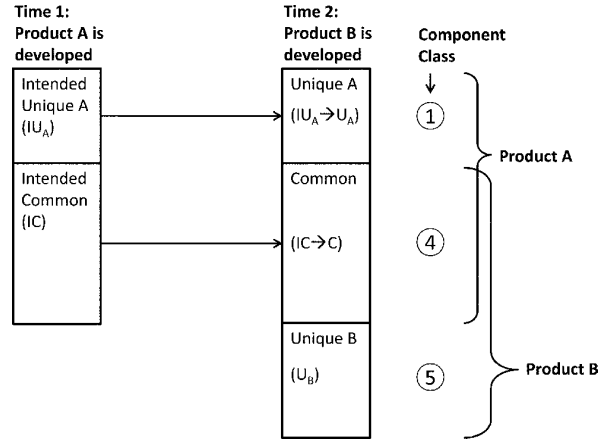 Time 1:
Product A is
developed
Time 2:
Product B is
developed
Component
Class
Intended
Unique A
(IU_A)
Unique A
(IU_A→U_A)
1
Product A
Intended
Common
(IC)
Common
(IC→C)
4
Unique B
(U_B)
5
Product B